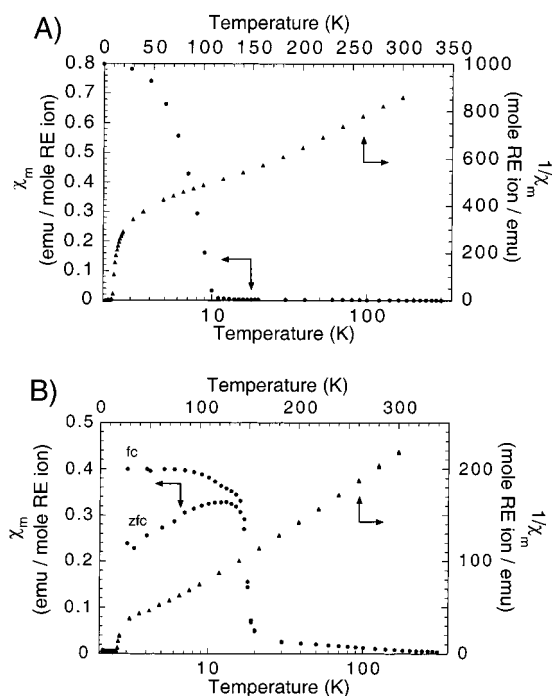 A)
Temperature (K)
0 50 100 150 200 250 300 350
0.8
0.7
0.6
0.5
0.4
0.3
0.2
0.1
0
χm
(emu / mole RE ion)
1000
800
600
400
200
0
1/χm
(mole RE ion / emu)
10 100
Temperature (K)
B)
Temperature (K)
0 50 100 150 200 250 300
0.5
0.4
0.3
0.2
0.1
0
χm
(emu / mole RE ion)
fc
zfc
200
100
0
1/χm
(mole RE ion / emu)
10 100
Temperature (K)